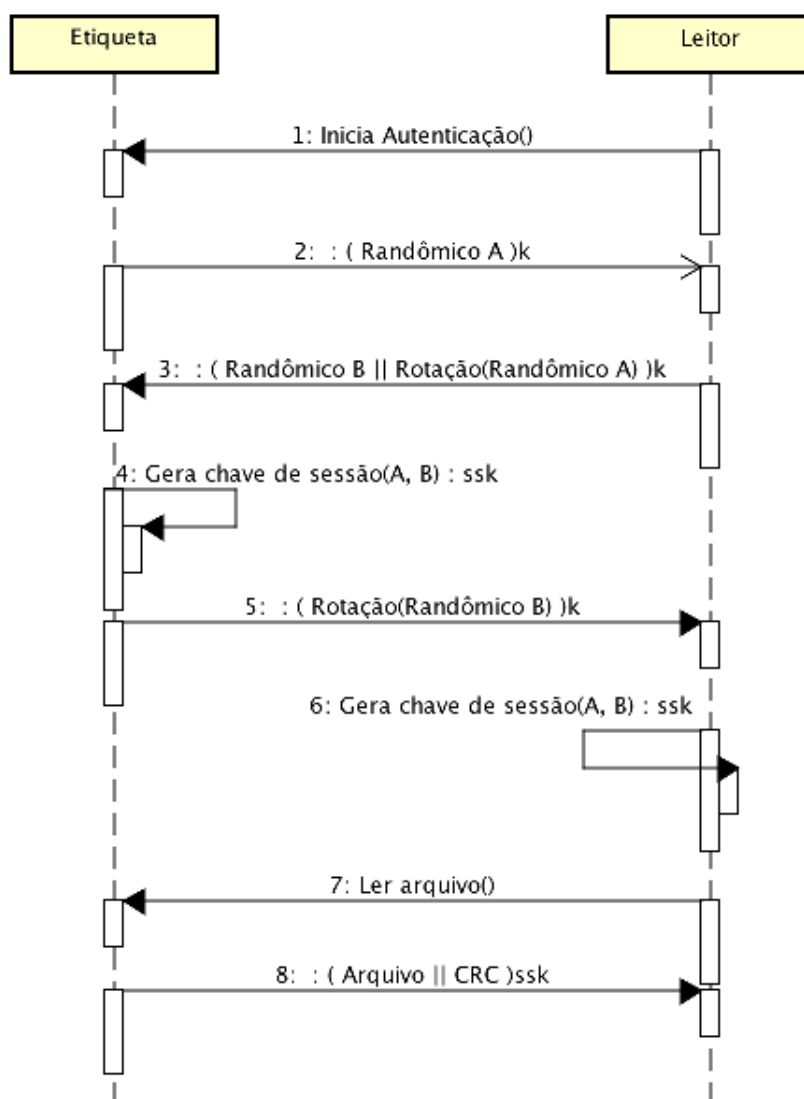 Etiqueta
Leitor
1: Inicia Autenticação()
2:  : ( Randômico A )k
3:  : ( Randômico B || Rotação(Randômico A) )k
4: Gera chave de sessão(A, B) : ssk
5:  : ( Rotação(Randômico B) )k
6: Gera chave de sessão(A, B) : ssk
7: Ler arquivo()
8:  : ( Arquivo || CRC )ssk